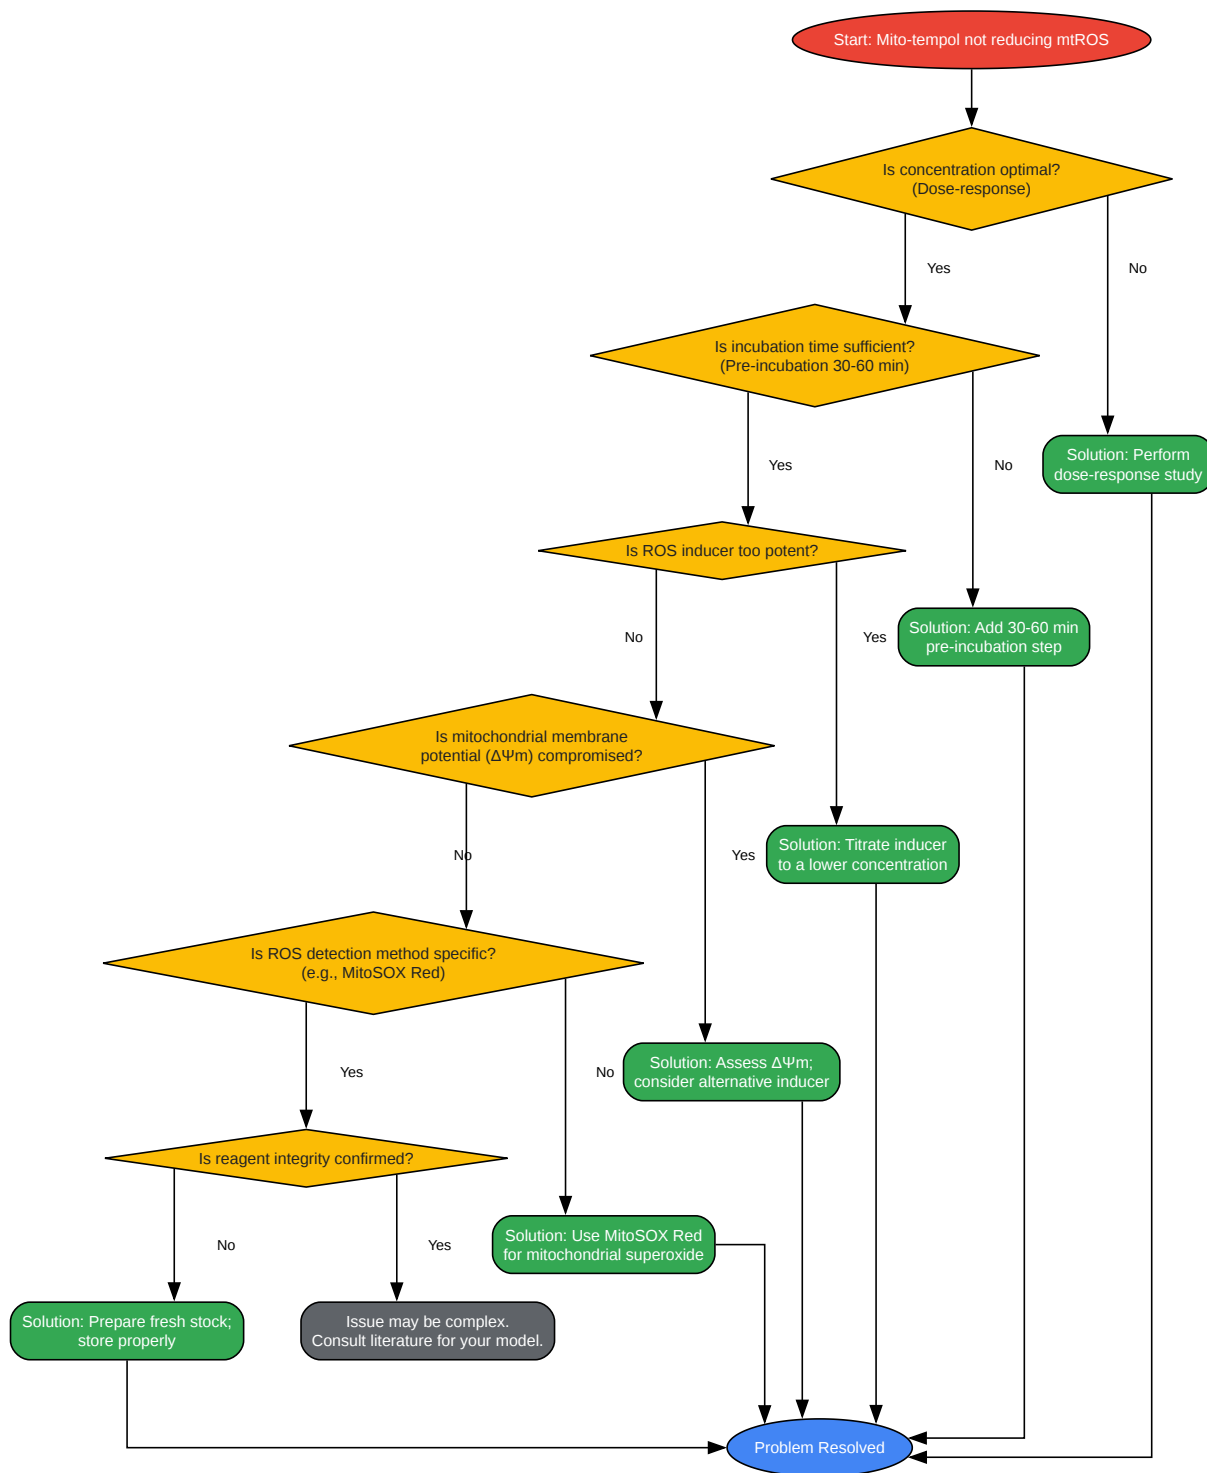 Start: Mito-tempol not reducing mtROS
Is concentration optimal?
(Dose-response)
Yes
No
Is incubation time sufficient?
(Pre-incubation 30-60 min)
Yes
No
Solution: Perform
dose-response study
Is ROS inducer too potent?
No
Yes
Solution: Add 30-60 min
pre-incubation step
Is mitochondrial membrane
potential (ΔΨm) compromised?
No
Yes
Solution: Titrate inducer
to a lower concentration
Is ROS detection method specific?
(e.g., MitoSOX Red)
Yes
No
Solution: Assess ΔΨm;
consider alternative inducer
Is reagent integrity confirmed?
No
Yes
Solution: Use MitoSOX Red
for mitochondrial superoxide
Solution: Prepare fresh stock;
store properly
Issue may be complex.
Consult literature for your model.
Problem Resolved